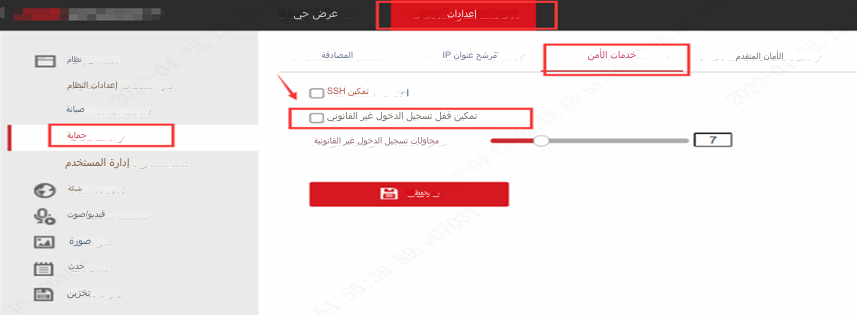 عرض حي
إعدادات
نظام
إعدادات النظام
صيانة
حماية
إدارة المستخدم
شبكة
فيديو/صوت
صورة
حدث
تخزين
المصادقة
مرشح عنوان IP
خدمات الأمن
الأمان المتقدم
تمكين SSH
تمكين قفل تسجيل الدخول غير القانوني
محاولات تسجيل الدخول غير القانونية
7
يحفظ